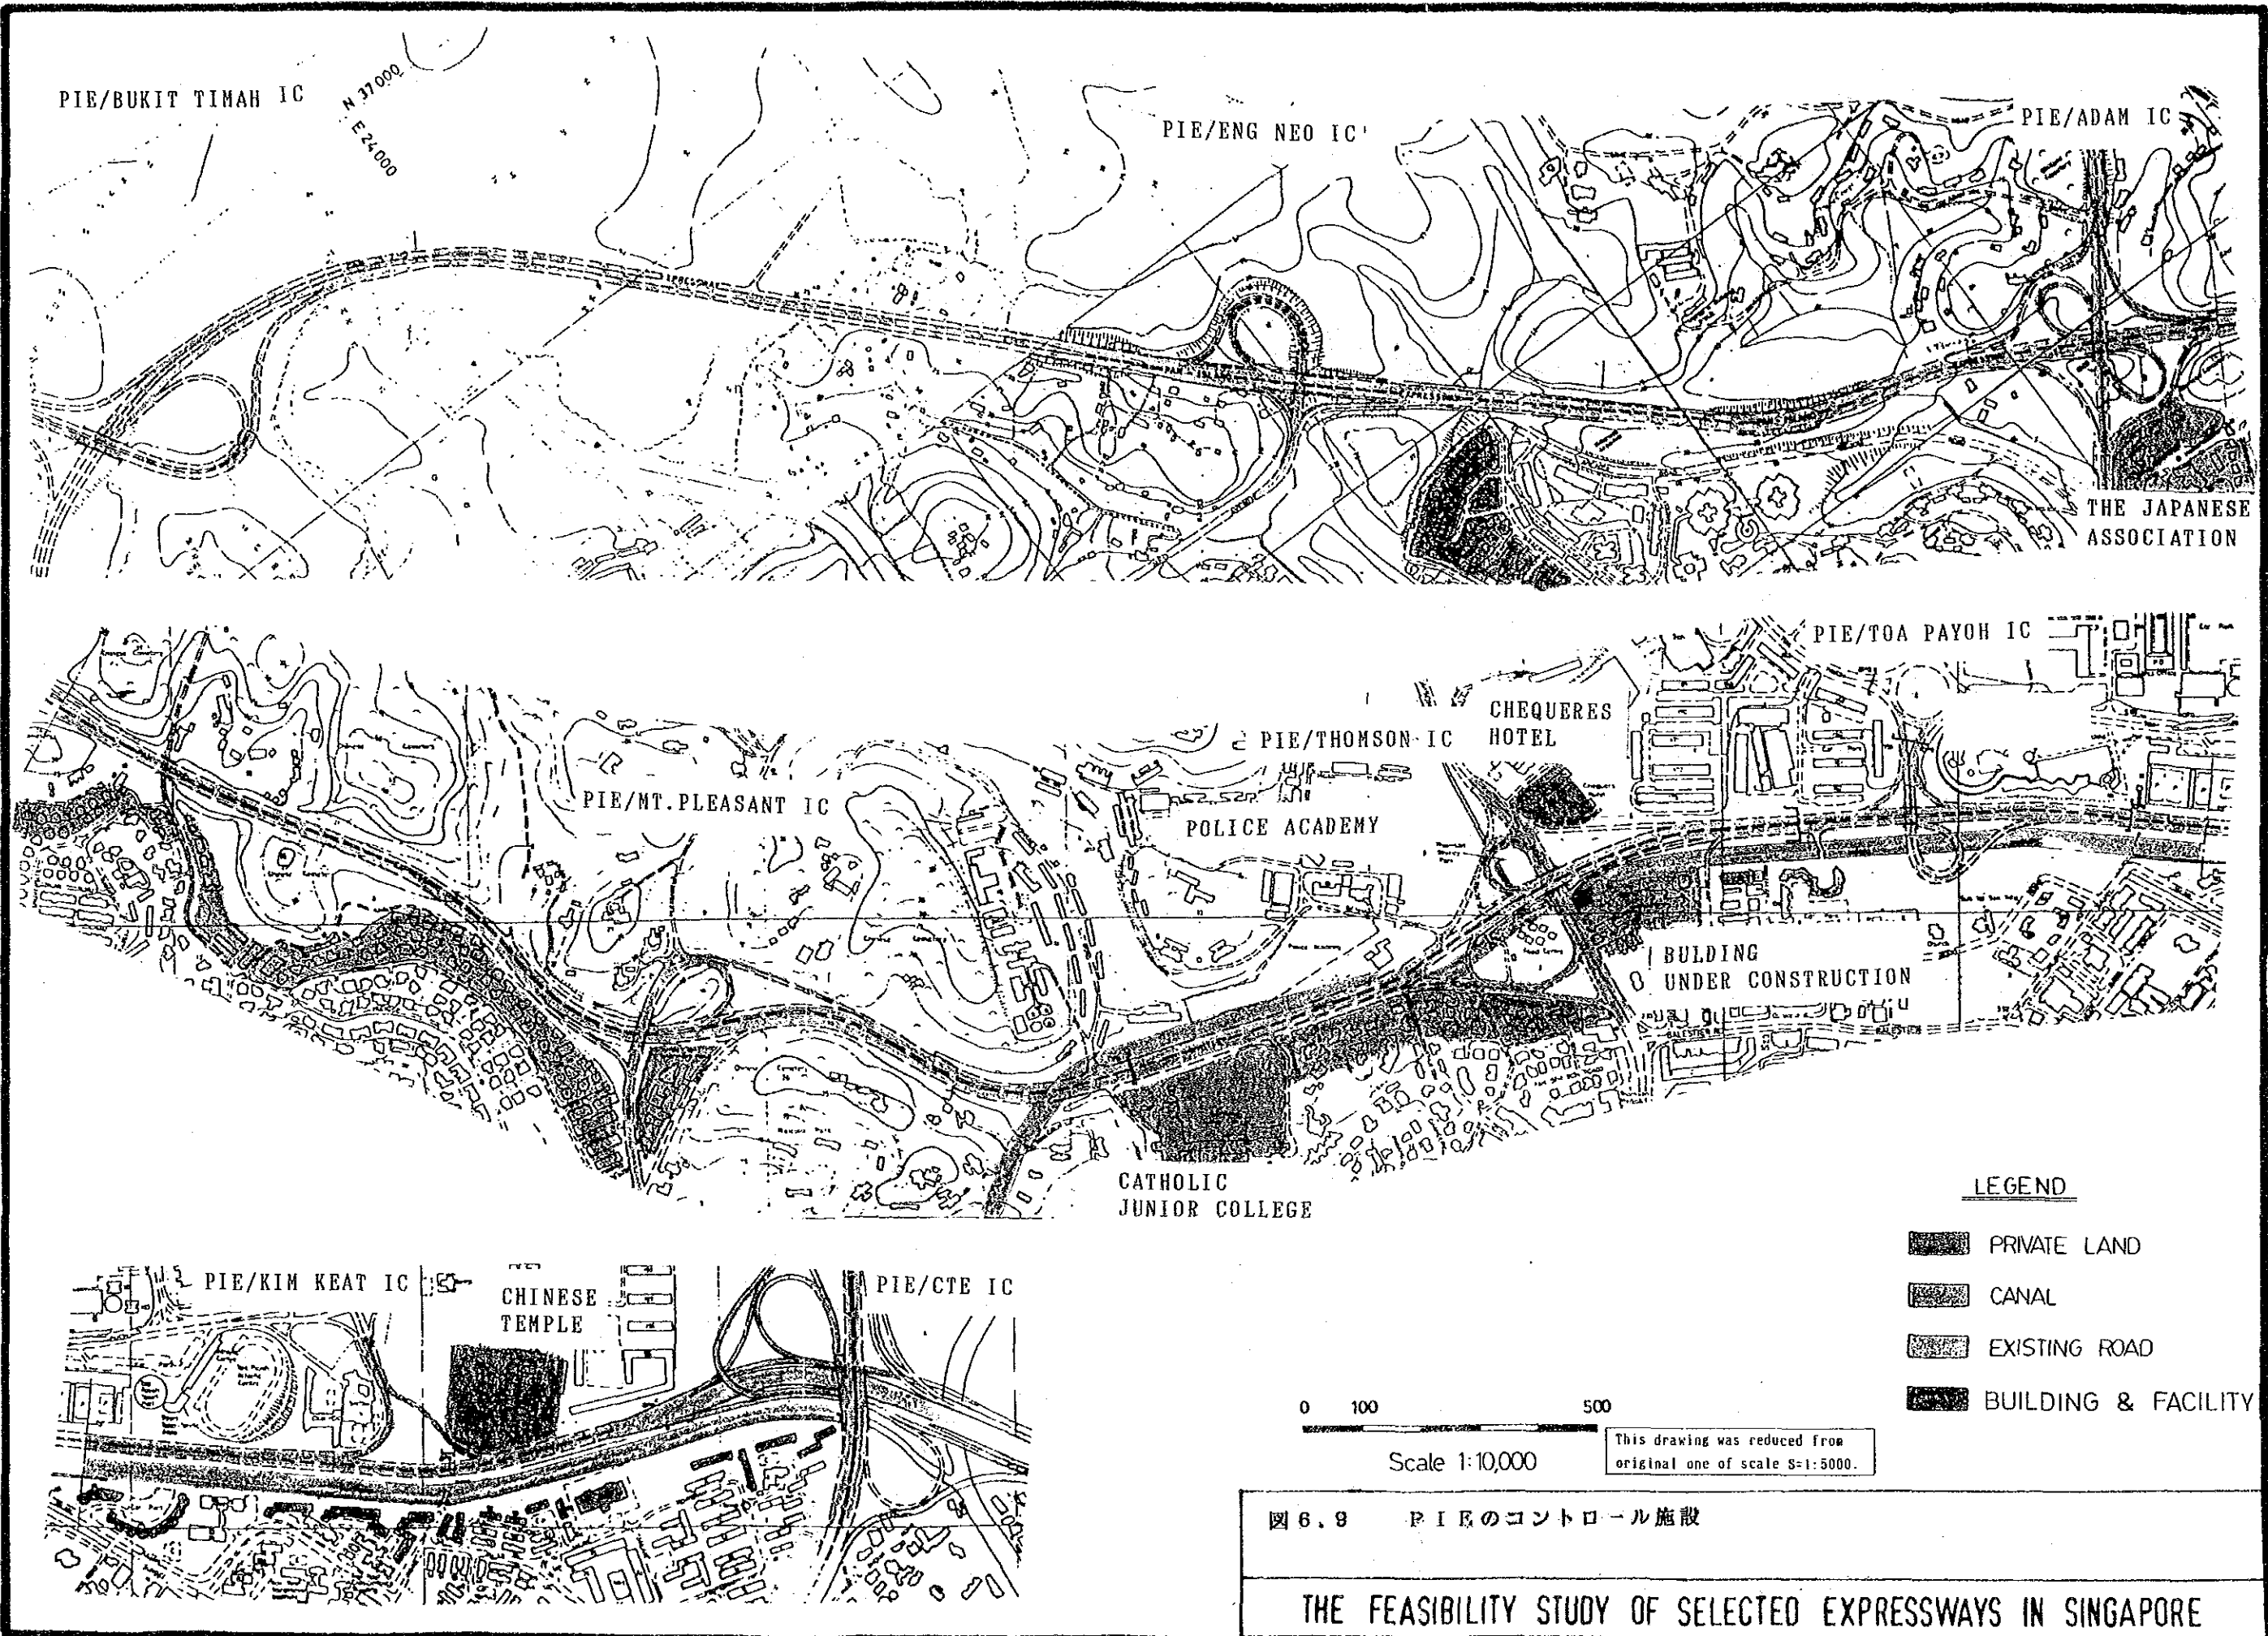 PIE/BUKIT TIMAH IC
N 37000
E 24000
PIE/ENG NEO IC
PIE/ADAM IC
THE JAPANESE
ASSOCIATION
PIE/TOA PAYOH IC
CHEQUERES
HOTEL
PIE/THOMSON IC
PIE/MT.PLEASANT IC
POLICE ACADEMY
BULDING
UNDER CONSTRUCTION
CATHOLIC
JUNIOR COLLEGE
PIE/KIM KEAT IC
CHINESE
TEMPLE
PIE/CTE IC
LEGEND
PRIVATE LAND
CANAL
EXISTING ROAD
BUILDING & FACILITY
0 100 500
Scale 1:10,000
This drawing was reduced from
original one of scale S=1:5000.
図6.9 PIEのコントロール施設
THE FEASIBILITY STUDY OF SELECTED EXPRESSWAYS IN SINGAPORE